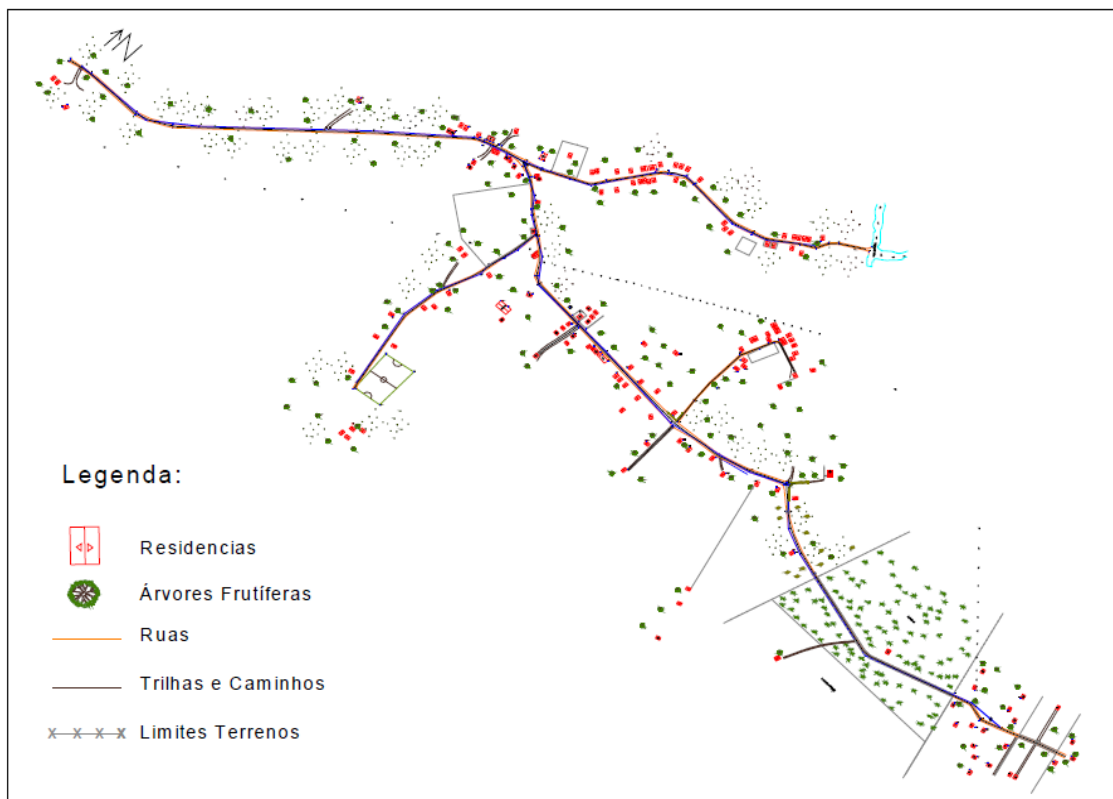 N
Legenda:
Residencias
Árvores Frutíferas
Ruas
Trilhas e Caminhos
Limites Terrenos